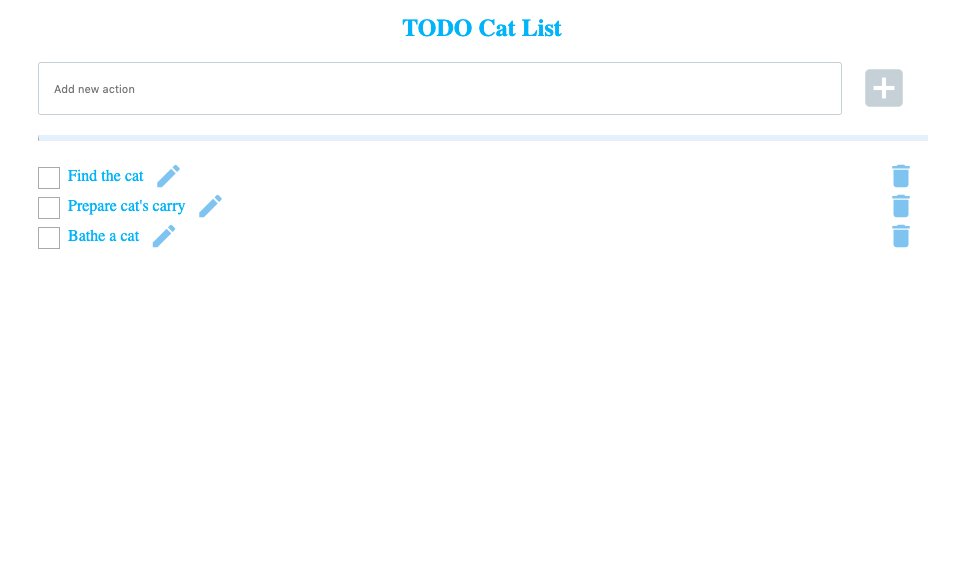 TODO Cat List
Add new action
Find the cat
Prepare cat's carry
Bathe a cat